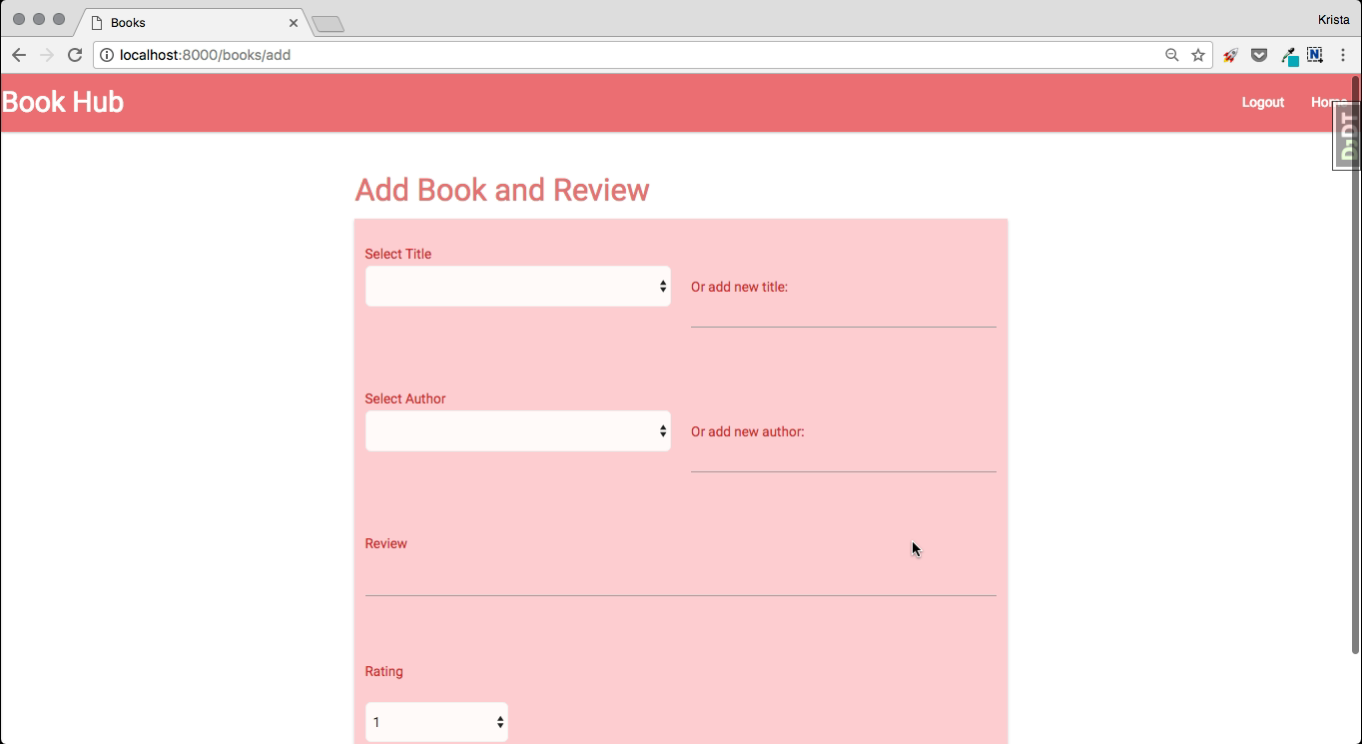 Books
Krista
localhost:8000/books/add
N
Book Hub
Logout
Home
DJDT
Add Book and Review
Select Title
Or add new title:
Select Author
Or add new author:
Review
Rating
1